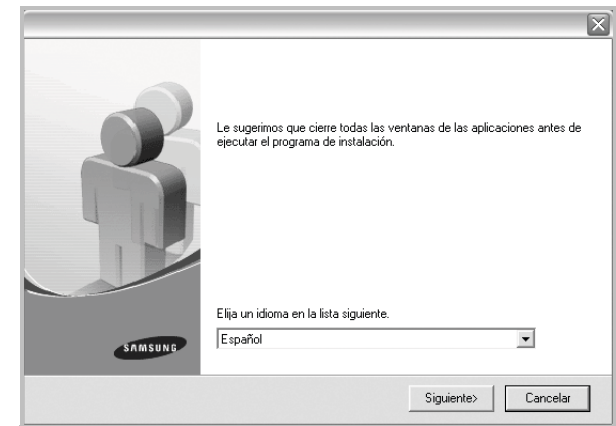 Le sugerimos que cierre todas las ventanas de las aplicaciones antes de
ejecutar el programa de instalación.
Elija un idioma en la lista siguiente.
Español
SAMSUNG
Siguiente>
Cancelar